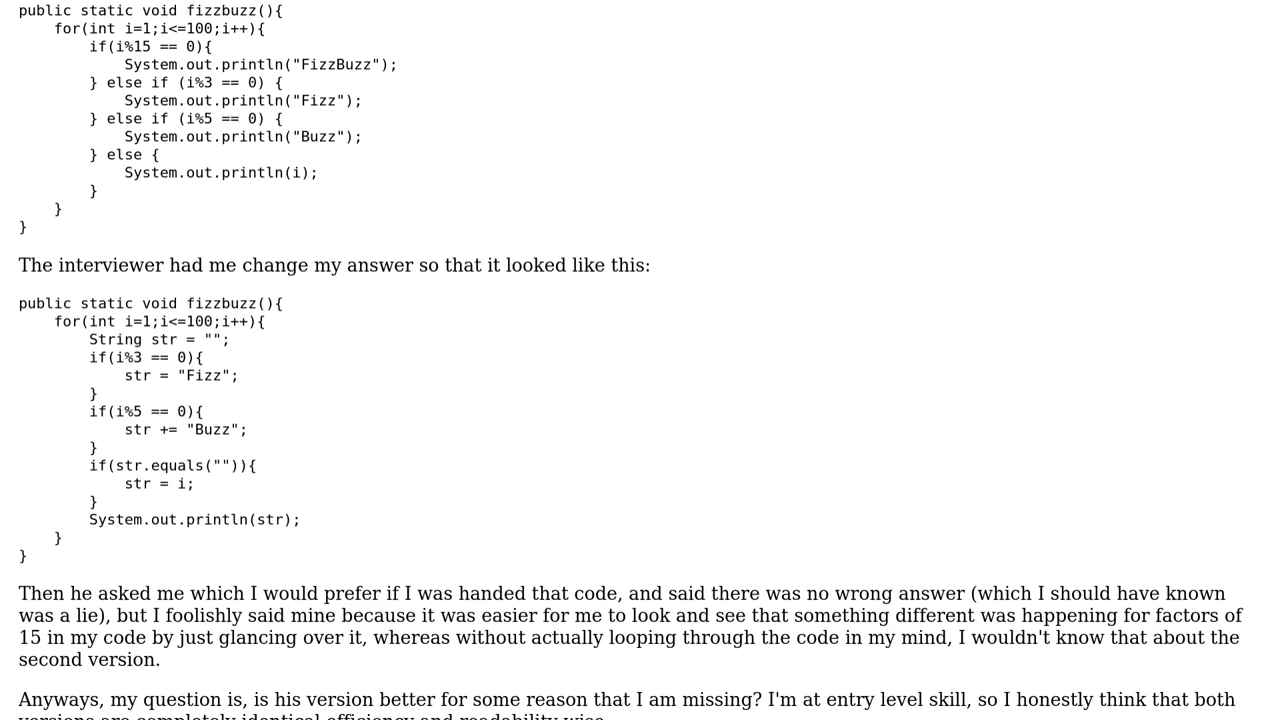 public static void fizzbuzz(){
    for(int i=1;i<=100;i++){
        if(i%15 == 0){
            System.out.println("FizzBuzz");
        } else if (i%3 == 0) {
            System.out.println("Fizz");
        } else if (i%5 == 0) {
            System.out.println("Buzz");
        } else {
            System.out.println(i);
        }
    }
}
The interviewer had me change my answer so that it looked like this:
public static void fizzbuzz(){
    for(int i=1;i<=100;i++){
        String str = "";
        if(i%3 == 0){
            str = "Fizz";
        }
        if(i%5 == 0){
            str += "Buzz";
        }
        if(str.equals("")){
            str = i;
        }
        System.out.println(str);
    }
}
Then he asked me which I would prefer if I was handed that code, and said there was no wrong answer (which I should have known
was a lie), but I foolishly said mine because it was easier for me to look and see that something different was happening for factors of
15 in my code by just glancing over it, whereas without actually looping through the code in my mind, I wouldn't know that about the
second version.
Anyways, my question is, is his version better for some reason that I am missing? I'm at entry level skill, so I honestly think that both
versions are completely identical efficiency and readability wise.